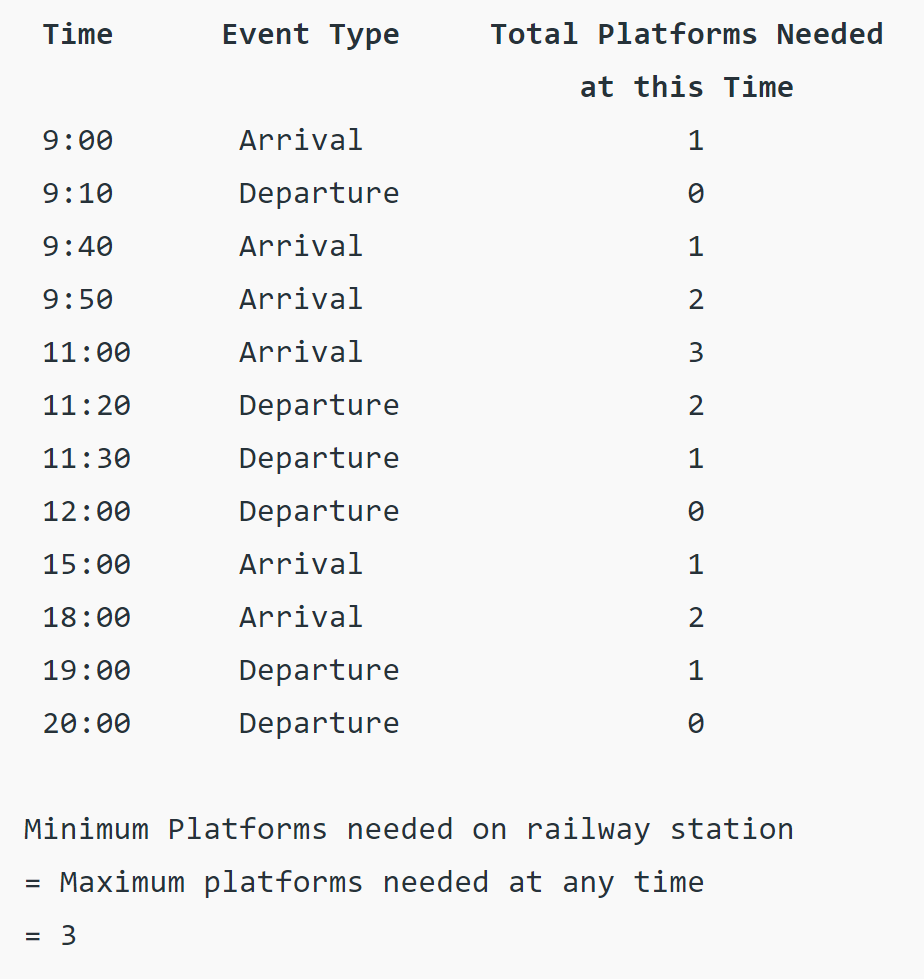 Time Event Type Total Platforms Needed
at this Time
9:00 Arrival 1
9:10 Departure 0
9:40 Arrival 1
9:50 Arrival 2
11:00 Arrival 3
11:20 Departure 2
11:30 Departure 1
12:00 Departure 0
15:00 Arrival 1
18:00 Arrival 2
19:00 Departure 1
20:00 Departure 0
Minimum Platforms needed on railway station
= Maximum platforms needed at any time
= 3